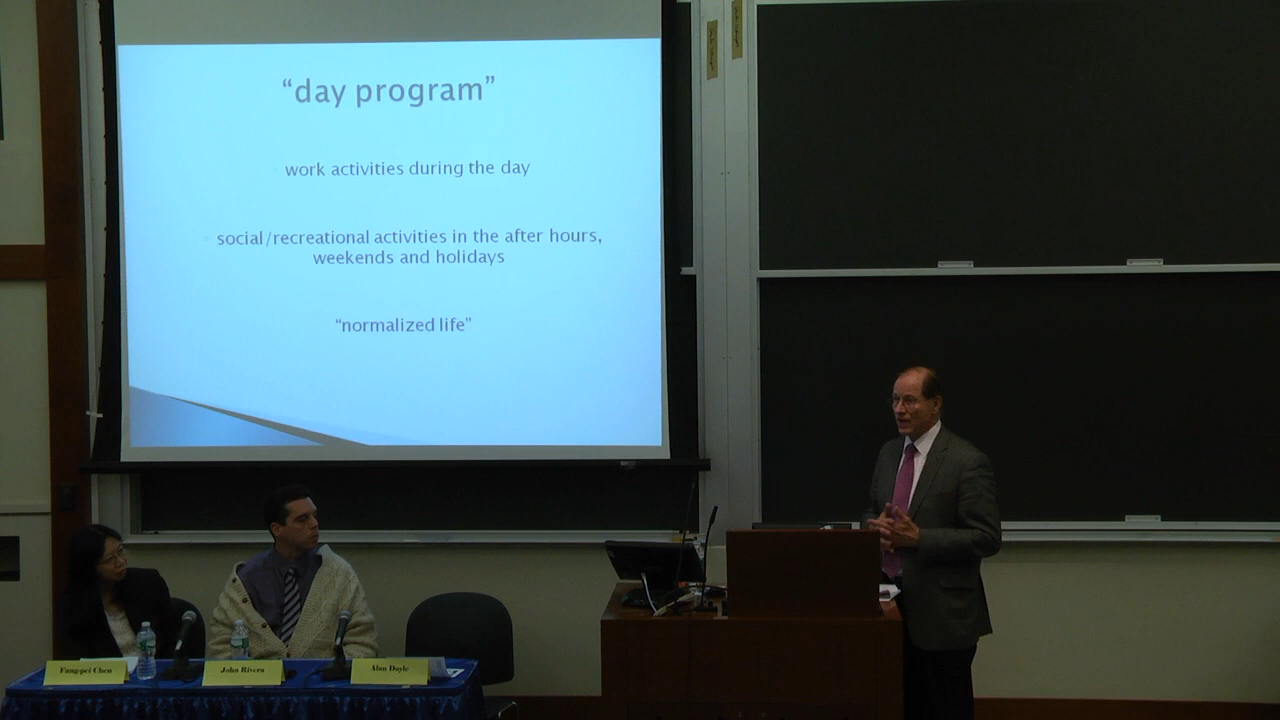 “day program”
work activities during the day
social/recreational activities in the after hours,
weekends and holidays
“normalized life”
Fang-pei Chen
John Rivera
Alan Doyle